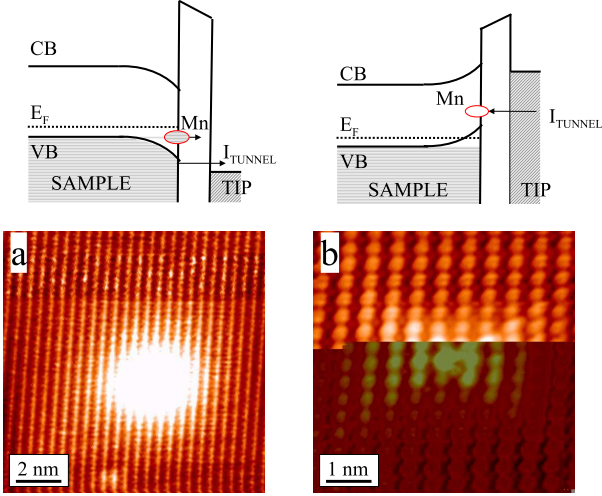 CB
E_F
Mn
VB
I_TUNNEL
SAMPLE
TIP
CB
Mn
E_F
I_TUNNEL
VB
SAMPLE
TIP
a
b
2 nm
1 nm